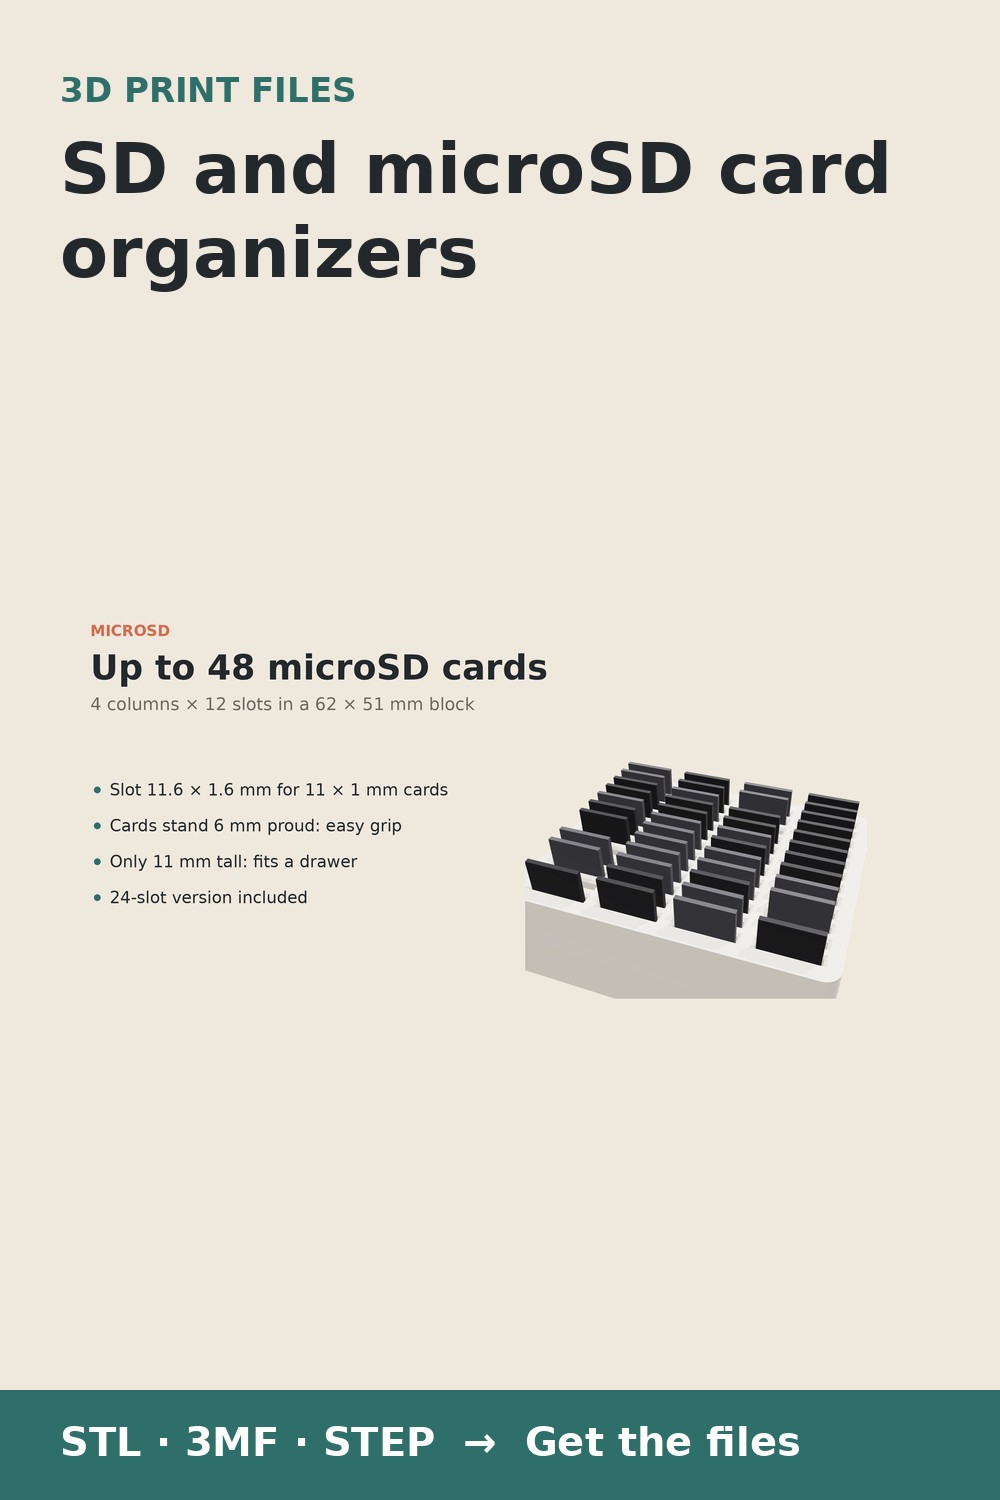 3D PRINT FILES
SD and microSD card
organizers
MICROSD
Up to 48 microSD cards
4 columns × 12 slots in a 62 × 51 mm block
• Slot 11.6 × 1.6 mm for 11 × 1 mm cards
• Cards stand 6 mm proud: easy grip
• Only 11 mm tall: fits a drawer
• 24-slot version included
STL · 3MF · STEP → Get the files